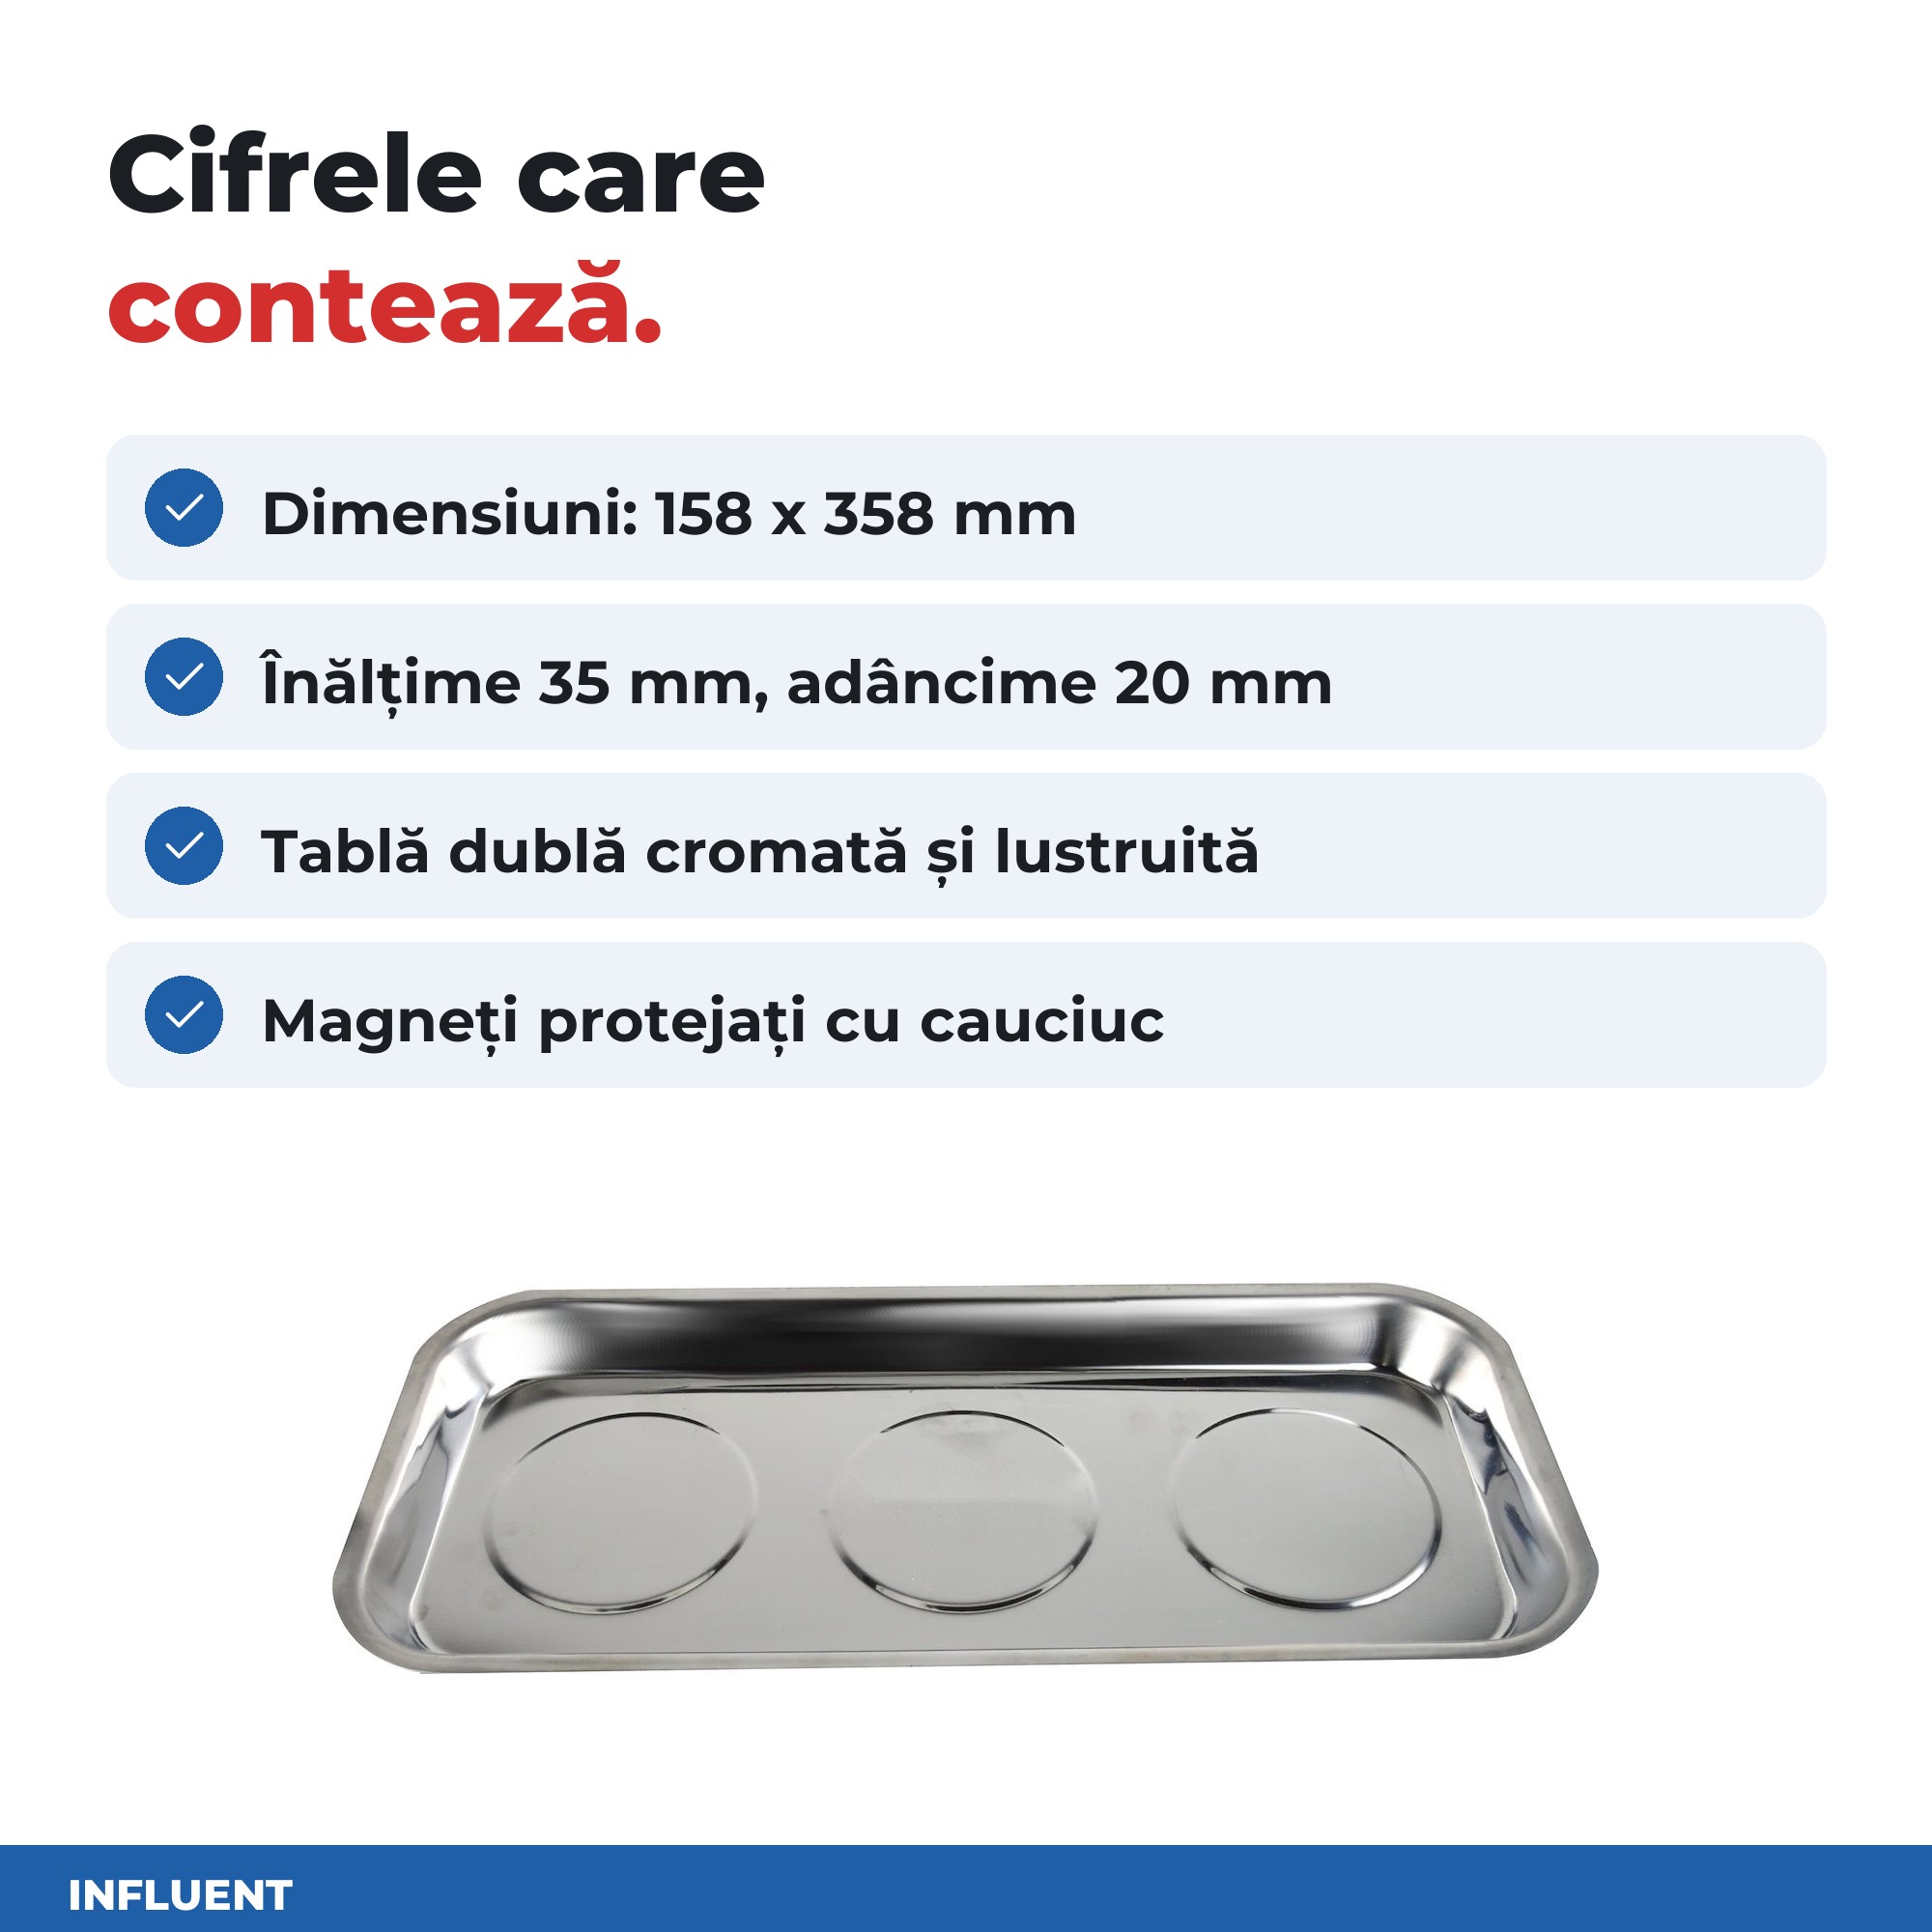 Cifrele care
contează.
Dimensiuni: 158 x 358 mm
Înălțime 35 mm, adâncime 20 mm
Tablă dublă cromată și lustruită
Magneți protejați cu cauciuc
INFLUENT